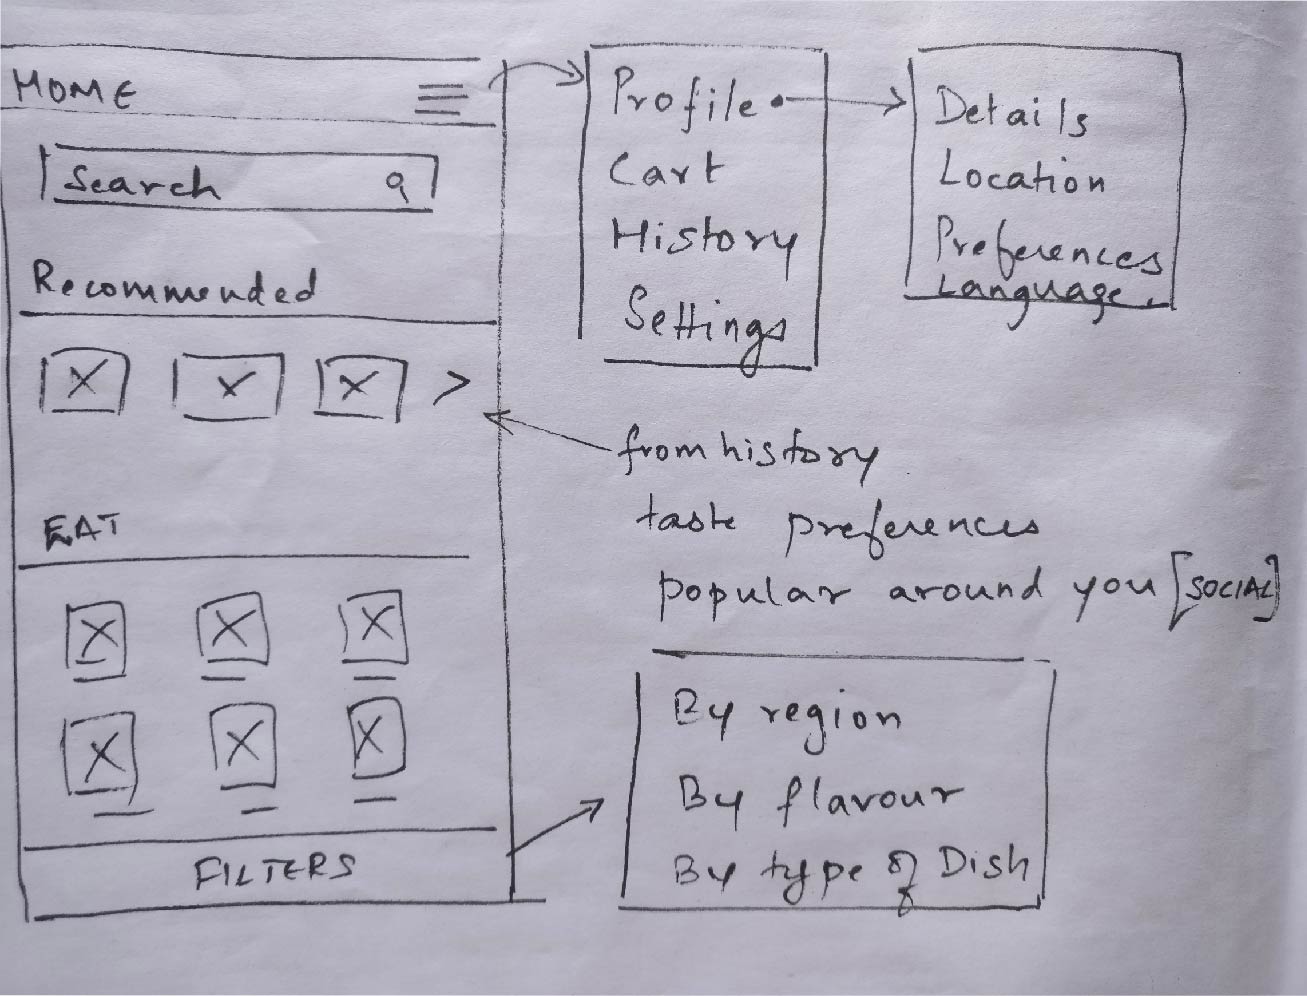 HOME
Search
Recommended
EAT
FILTERS
Profile
Cart
History
Settings
Details
Location
Preferences
Language
from history
taste preferences
popular around you [SOCIAL]
By region
By flavour
By type of Dish